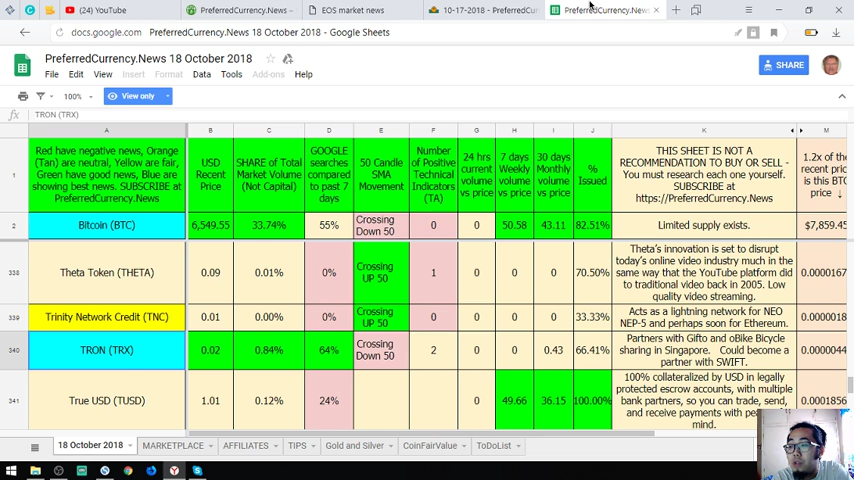 (24) YouTube
PreferredCurrency.News –
EOS market news
10-17-2018 - PreferredCurr
PreferredCurrency.News
docs.google.com PreferredCurrency.News 18 October 2018 - Google Sheets
PreferredCurrency.News 18 October 2018
File Edit View Insert Format Data Tools Add-ons Help
SHARE
100%
View only
fx TRON (TRX)
A B C D E F G H I J K M
1
Red have negative news, Orange
(Tan) are neutral, Yellow are fair,
Green have good news, Blue are
showing best news. SUBSCRIBE at
PreferredCurrency.News
USD
Recent
Price
SHARE of Total
Market Volume
(Not Capital)
GOOGLE
searches
compared
to past 7
days
50 Candle
SMA
Movement
Number of
Positive
Technical
Indicators
(TA)
24 hrs
current
volume
vs price
7 days
Weekly
volume
vs price
30 days
Monthly
volume
vs price
%
Issued
THIS SHEET IS NOT A
RECOMMENDATION TO BUY OR SELL -
You must research each one yourself.
SUBSCRIBE at
https://PreferredCurrency.News
1.2x of the
recent pric
is this BTC
price ↓
2
Bitcoin (BTC) 6,549.55 33.74% 55% Crossing
Down 50
0 0 50.58 43.11 82.51% Limited supply exists. $7,859.45
338
Theta Token (THETA) 0.09 0.01% 0% Crossing
UP 50
1 0 0 0 70.50%
Theta's innovation is set to disrupt
today's online video industry much in the
same way that the YouTube platform did
to traditional video back in 2005. Low
quality video streaming.
0.0000167
339
Trinity Network Credit (TNC) 0.01 0.00% 0% Crossing
UP 50
0 0 0 0 33.33%
Acts as a lightning network for NEO
NEP-5 and perhaps soon for Ethereum.
0.0000018
340
TRON (TRX) 0.02 0.84% 64% Crossing
Down 50
2 0 0 0.43 66.41%
Partners with Gifto and oBike Bicycle
sharing in Singapore. Could become a
partner with SWIFT.
0.0000044
341
True USD (TUSD) 1.01 0.12% 24% 0 49.66 36.15 100.00%
100% collateralized by USD in legally
protected escrow accounts, with multiple
bank partners, so you can trade, send,
and receive payments with pea
mind.
0.0001856
18 October 2018 MARKETPLACE AFFILIATES TIPS Gold and Silver CoinFairValue ToDoList